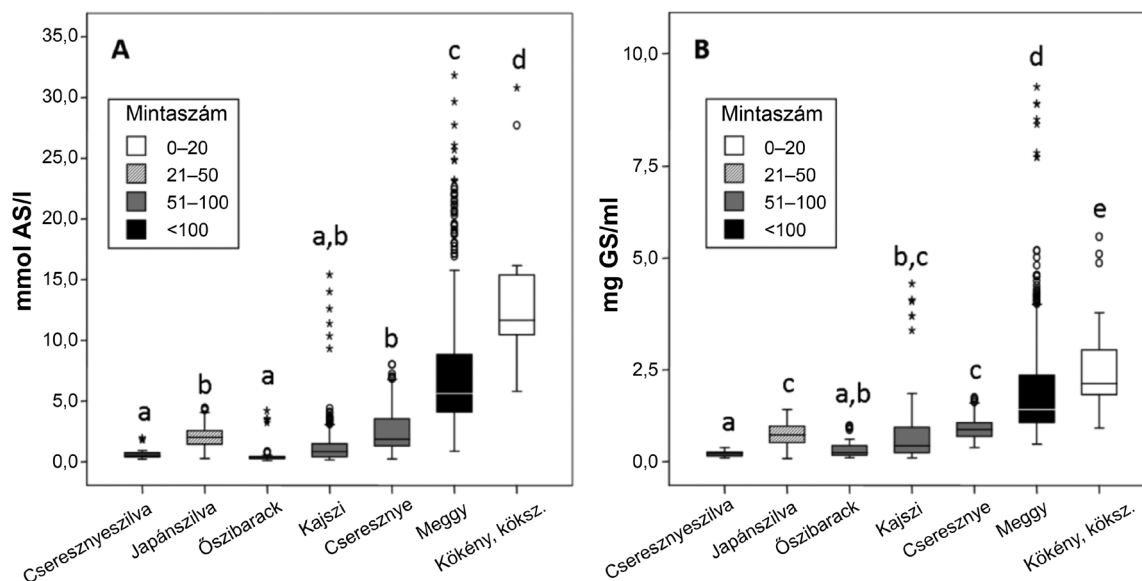 A
c
d
a
b
a
a,b
b
Mintaszám
0–20
21–50
51–100
<100
mmol AS/l
35,0
30,0
25,0
20,0
15,0
10,0
5,0
0,0
Cseresznyeszilva
Japánszilva
Őszibarack
Kajszi
Cseresznye
Meggy
Kökény, köksz.
B
d
e
a
c
a,b
b,c
c
Mintaszám
0–20
21–50
51–100
<100
mg GS/ml
10,0
7,5
5,0
2,5
0,0
Cseresznyeszilva
Japánszilva
Őszibarack
Kajszi
Cseresznye
Meggy
Kökény, köksz.